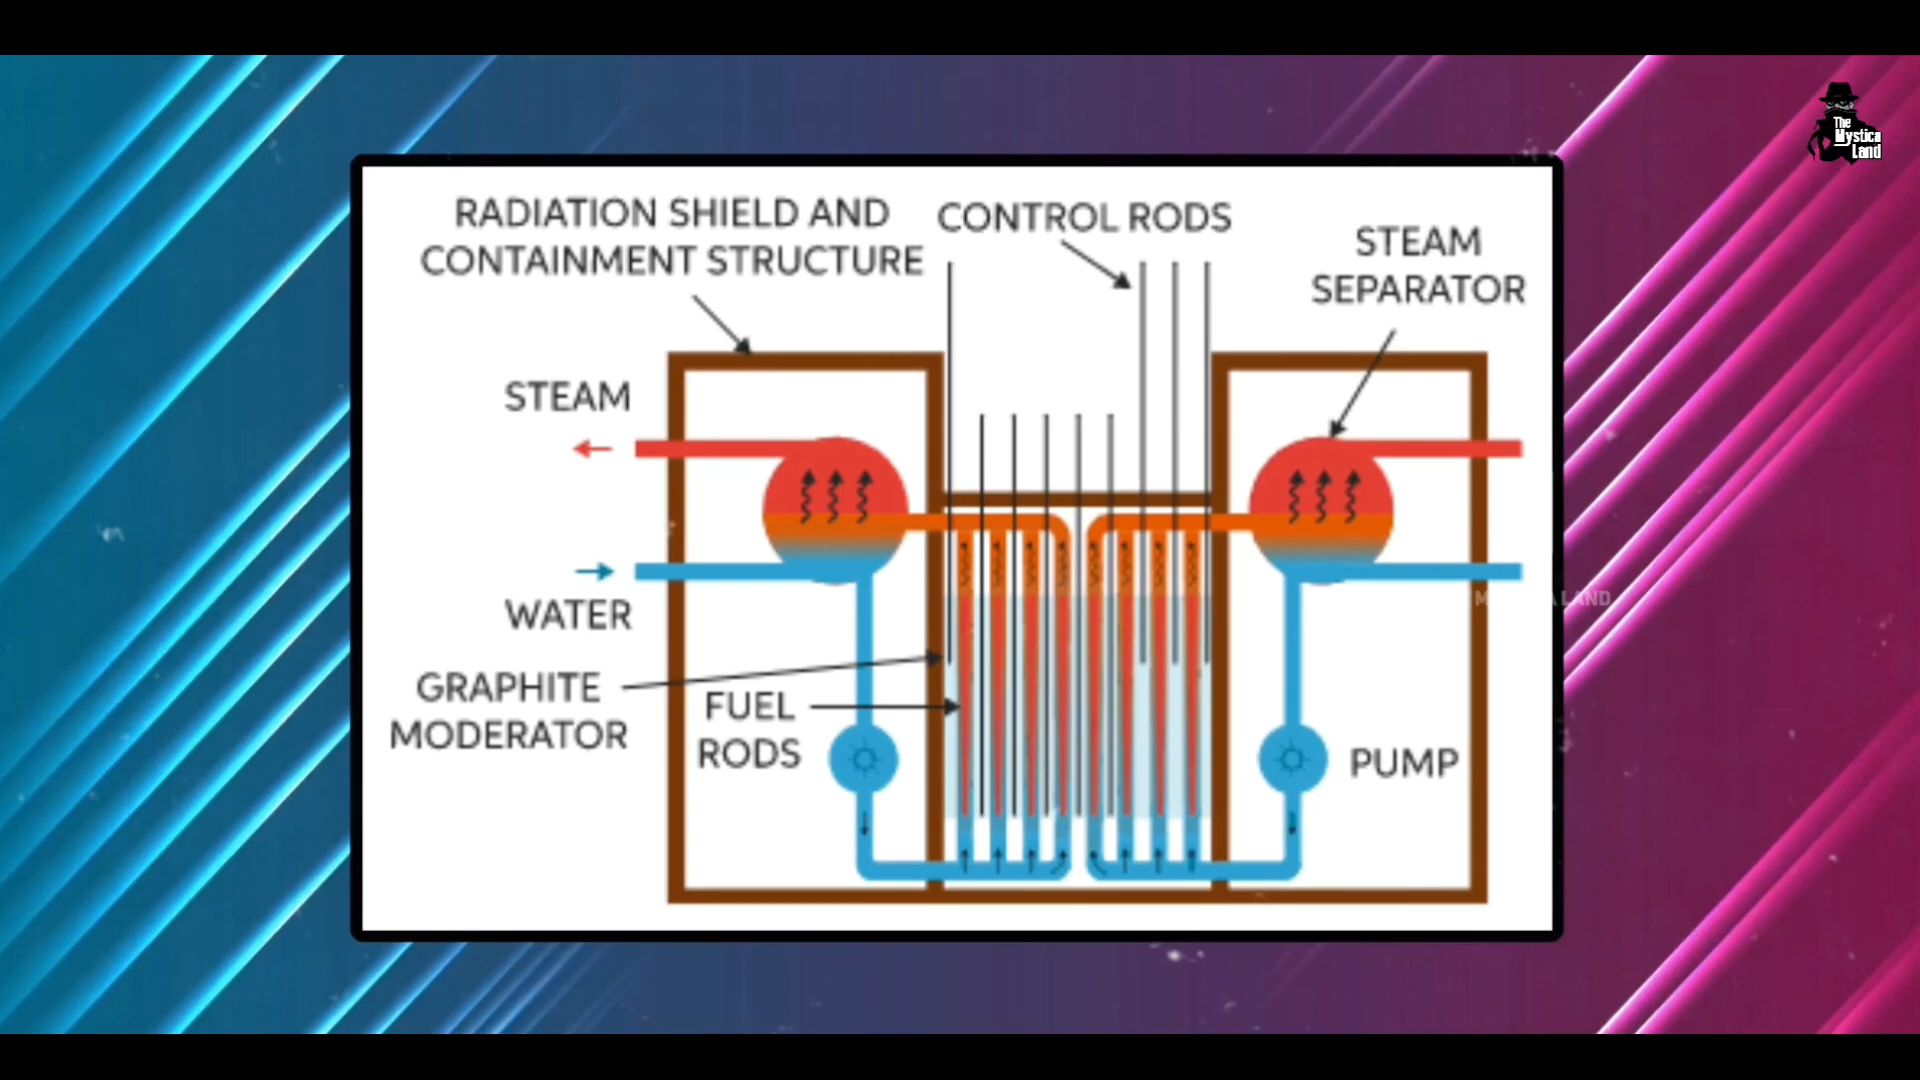 The
Mystica
Land
RADIATION SHIELD AND
CONTAINMENT STRUCTURE
CONTROL RODS
STEAM
SEPARATOR
STEAM
WATER
GRAPHITE
MODERATOR
FUEL
RODS
PUMP
LAND